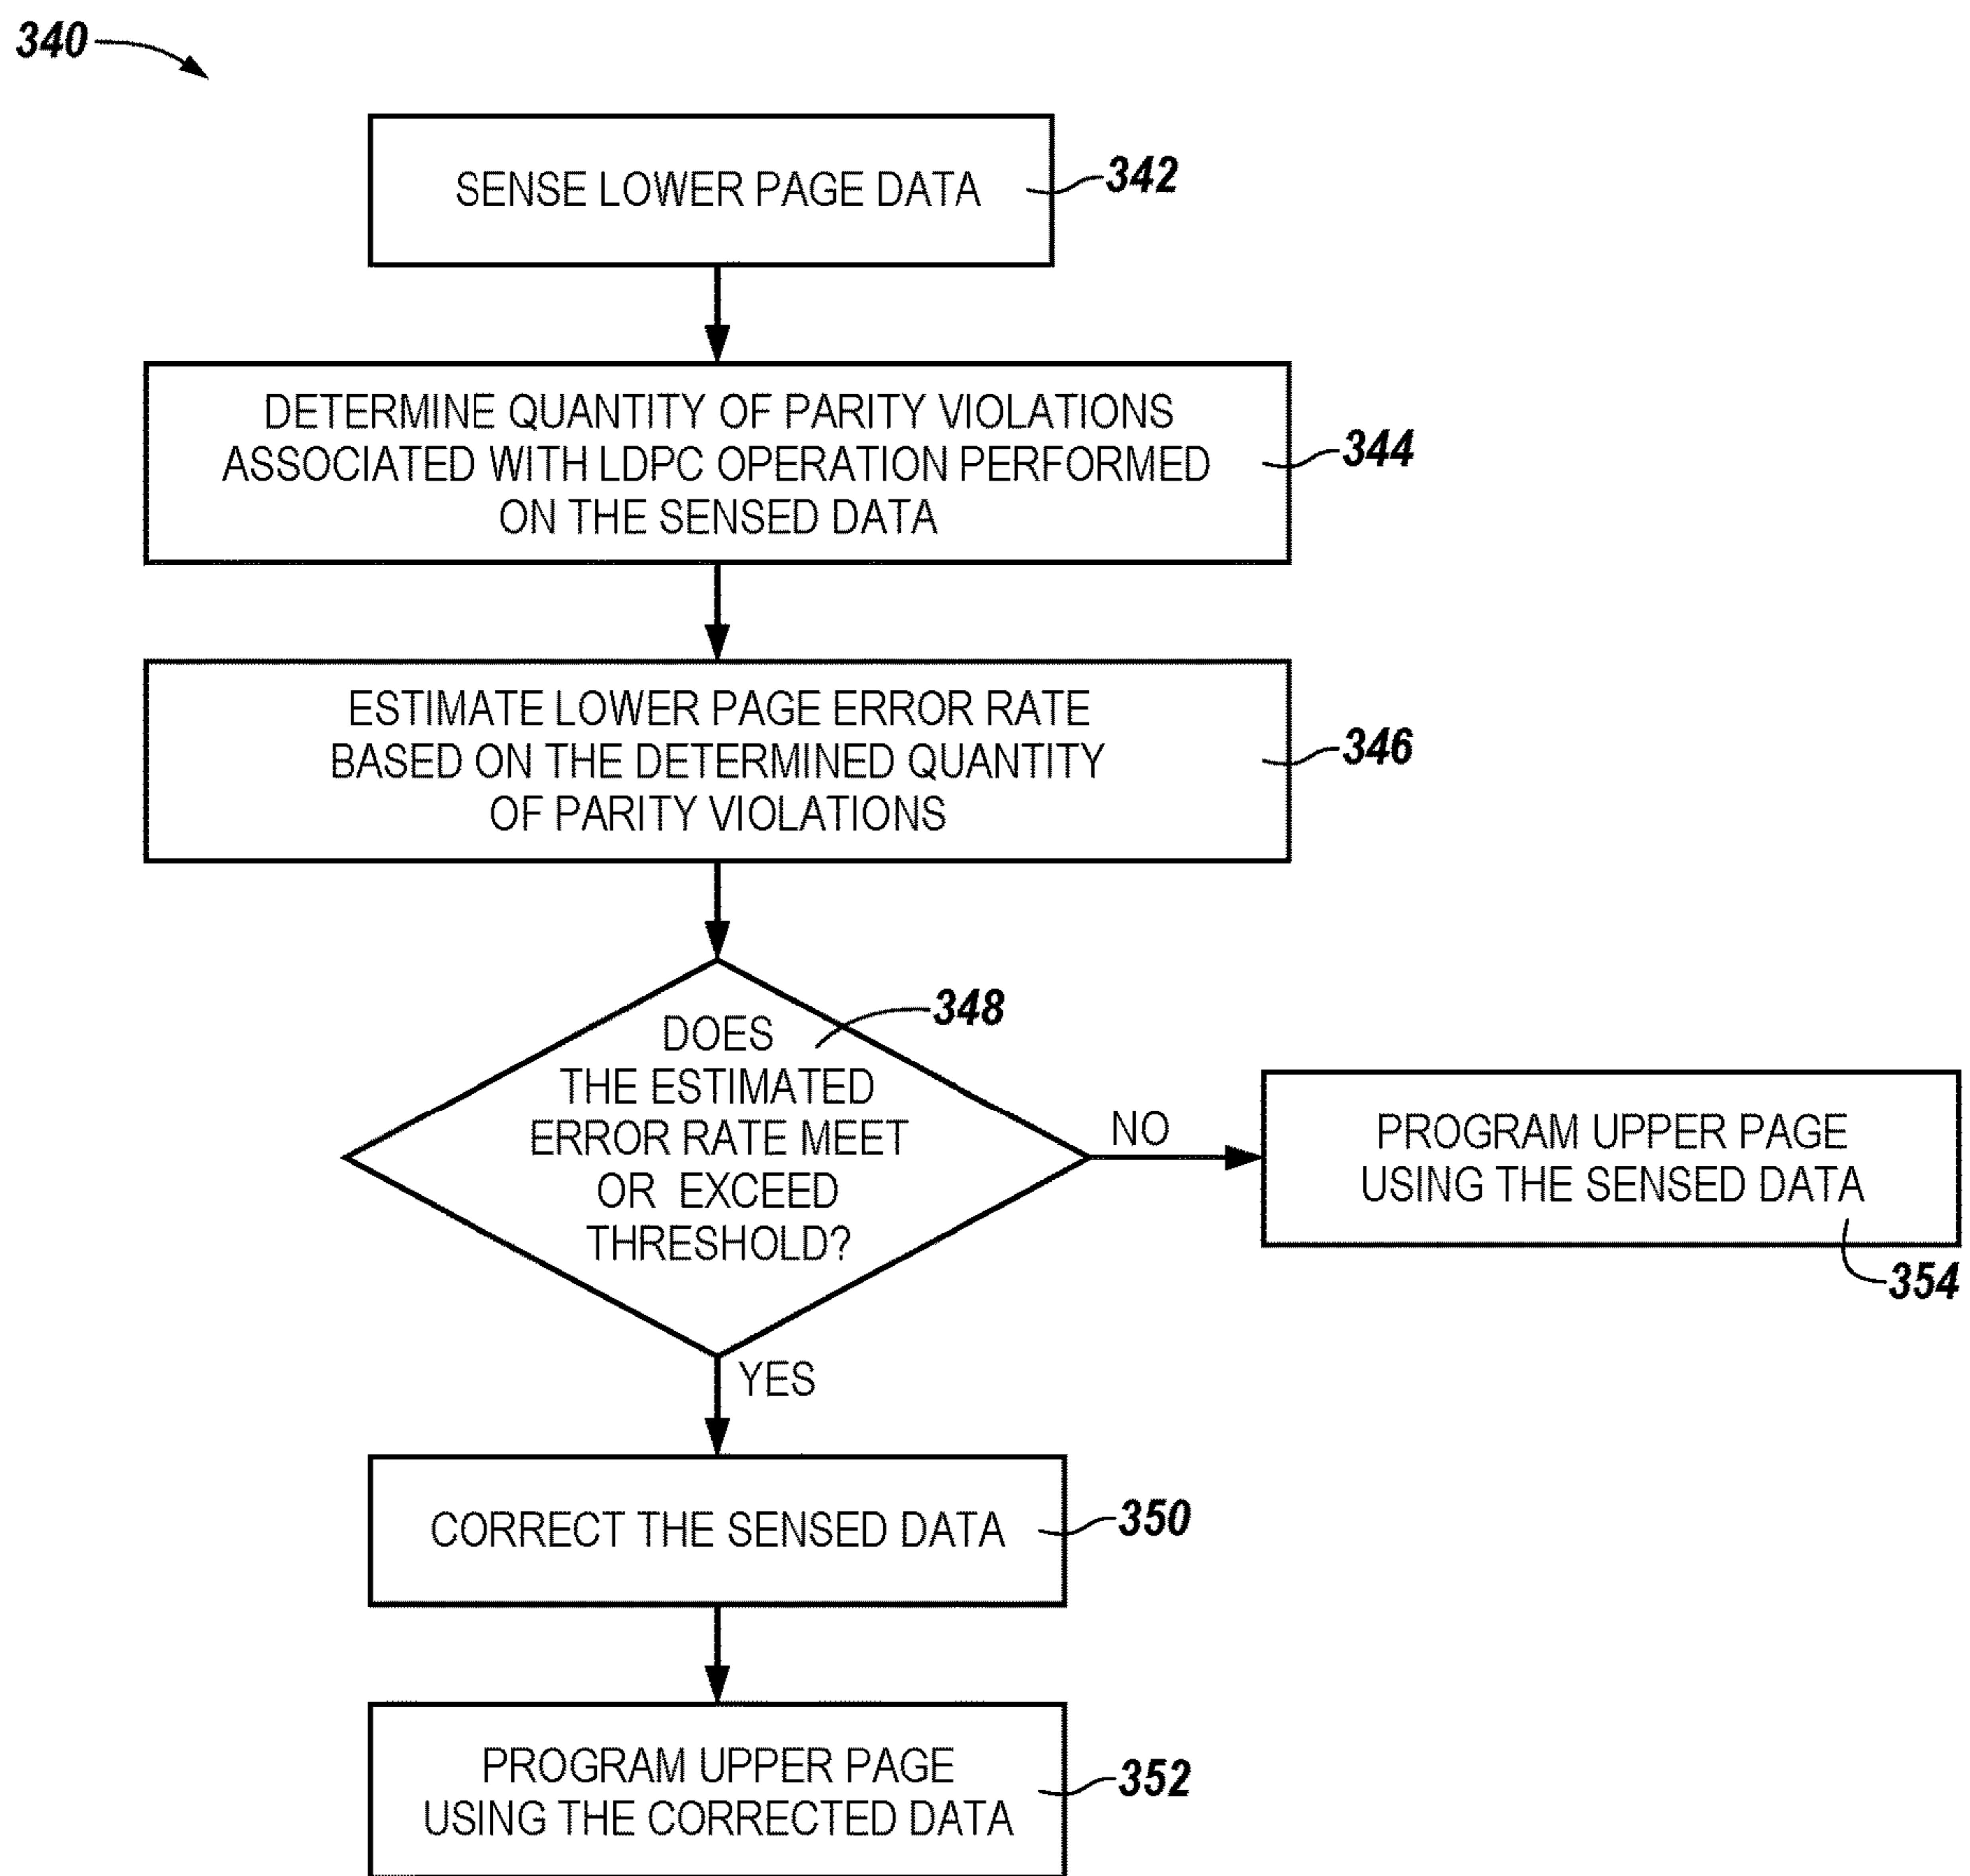 340
SENSE LOWER PAGE DATA
342
DETERMINE QUANTITY OF PARITY VIOLATIONS
ASSOCIATED WITH LDPC OPERATION PERFORMED
ON THE SENSED DATA
344
ESTIMATE LOWER PAGE ERROR RATE
BASED ON THE DETERMINED QUANTITY
OF PARITY VIOLATIONS
346
348
DOES
THE ESTIMATED
ERROR RATE MEET
OR EXCEED
THRESHOLD?
NO
PROGRAM UPPER PAGE
USING THE SENSED DATA
354
YES
CORRECT THE SENSED DATA
350
PROGRAM UPPER PAGE
USING THE CORRECTED DATA
352